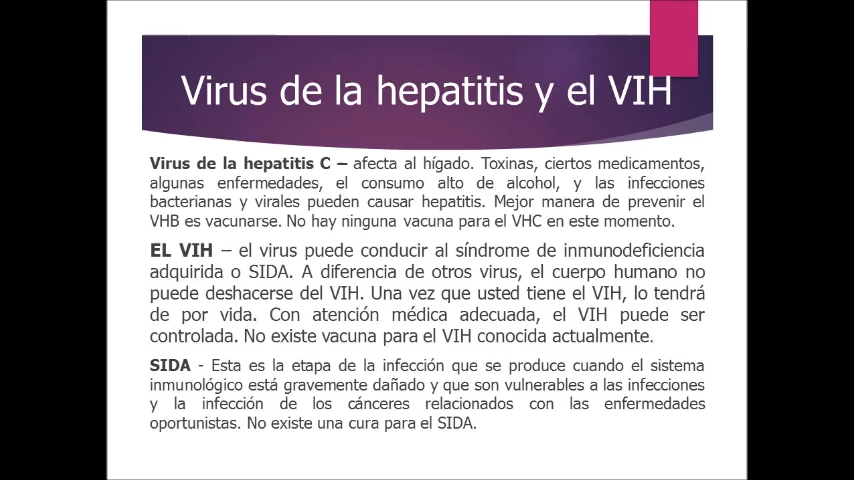 Virus de la hepatitis y el VIH
Virus de la hepatitis C – afecta al hígado. Toxinas, ciertos medicamentos,
algunas enfermedades, el consumo alto de alcohol, y las infecciones
bacterianas y virales pueden causar hepatitis. Mejor manera de prevenir el
VHB es vacunarse. No hay ninguna vacuna para el VHC en este momento.
EL VIH – el virus puede conducir al síndrome de inmunodeficiencia
adquirida o SIDA. A diferencia de otros virus, el cuerpo humano no
puede deshacerse del VIH. Una vez que usted tiene el VIH, lo tendrá
de por vida. Con atención médica adecuada, el VIH puede ser
controlada. No existe vacuna para el VIH conocida actualmente.
SIDA - Esta es la etapa de la infección que se produce cuando el sistema
inmunológico está gravemente dañado y que son vulnerables a las infecciones
y la infección de los cánceres relacionados con las enfermedades
oportunistas. No existe una cura para el SIDA.